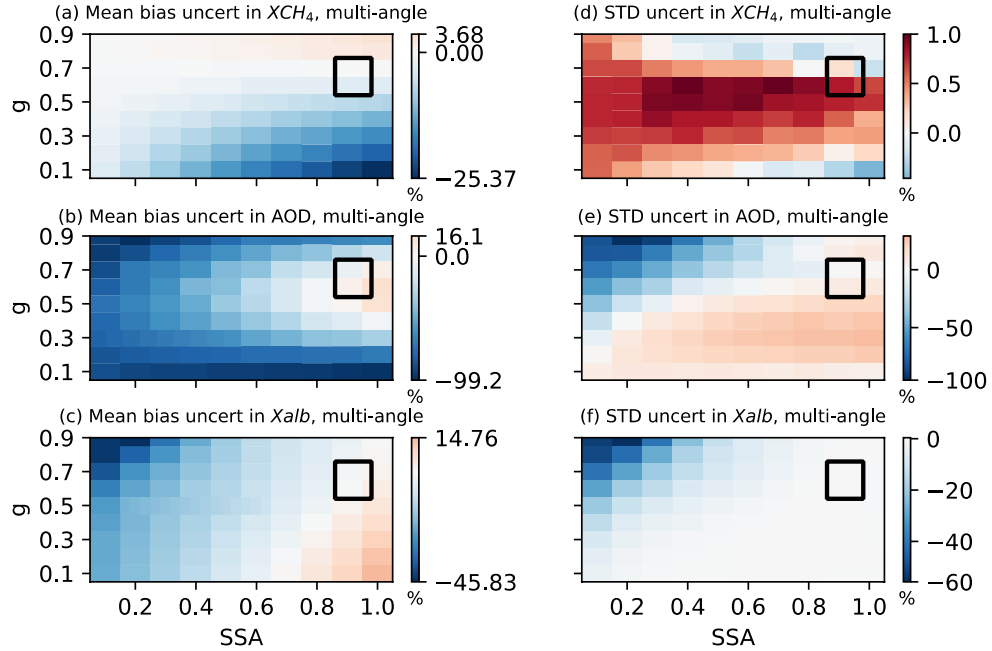 (a) Mean bias uncert in XCH₄, multi-angle
0.9
0.7
0.5
0.3
0.1
g
3.68
0.00
−25.37
%
(d) STD uncert in XCH₄, multi-angle
1.0
0.5
0.0
(b) Mean bias uncert in AOD, multi-angle
0.9
0.7
0.5
0.3
0.1
g
16.1
0.0
−99.2
%
(e) STD uncert in AOD, multi-angle
0
−50
−100
%
(c) Mean bias uncert in Xalb, multi-angle
0.9
0.7
0.5
0.3
0.1
g
0.2 0.4 0.6 0.8 1.0
SSA
14.76
−45.83
%
(f) STD uncert in Xalb, multi-angle
0.2 0.4 0.6 0.8 1.0
SSA
0
−20
−40
−60
%